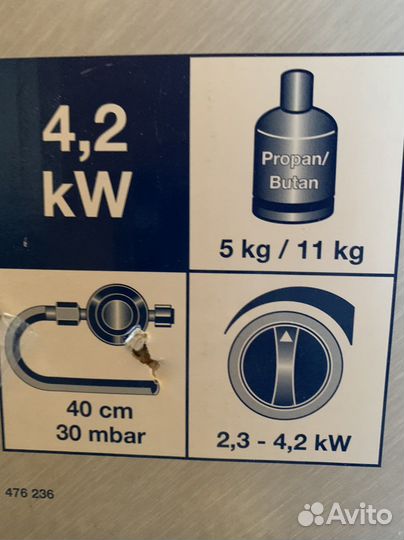 4,2
kW
Propan/
Butan
5 kg / 11 kg
40 cm
30 mbar
2,3 - 4,2 kW
476 236
Avito